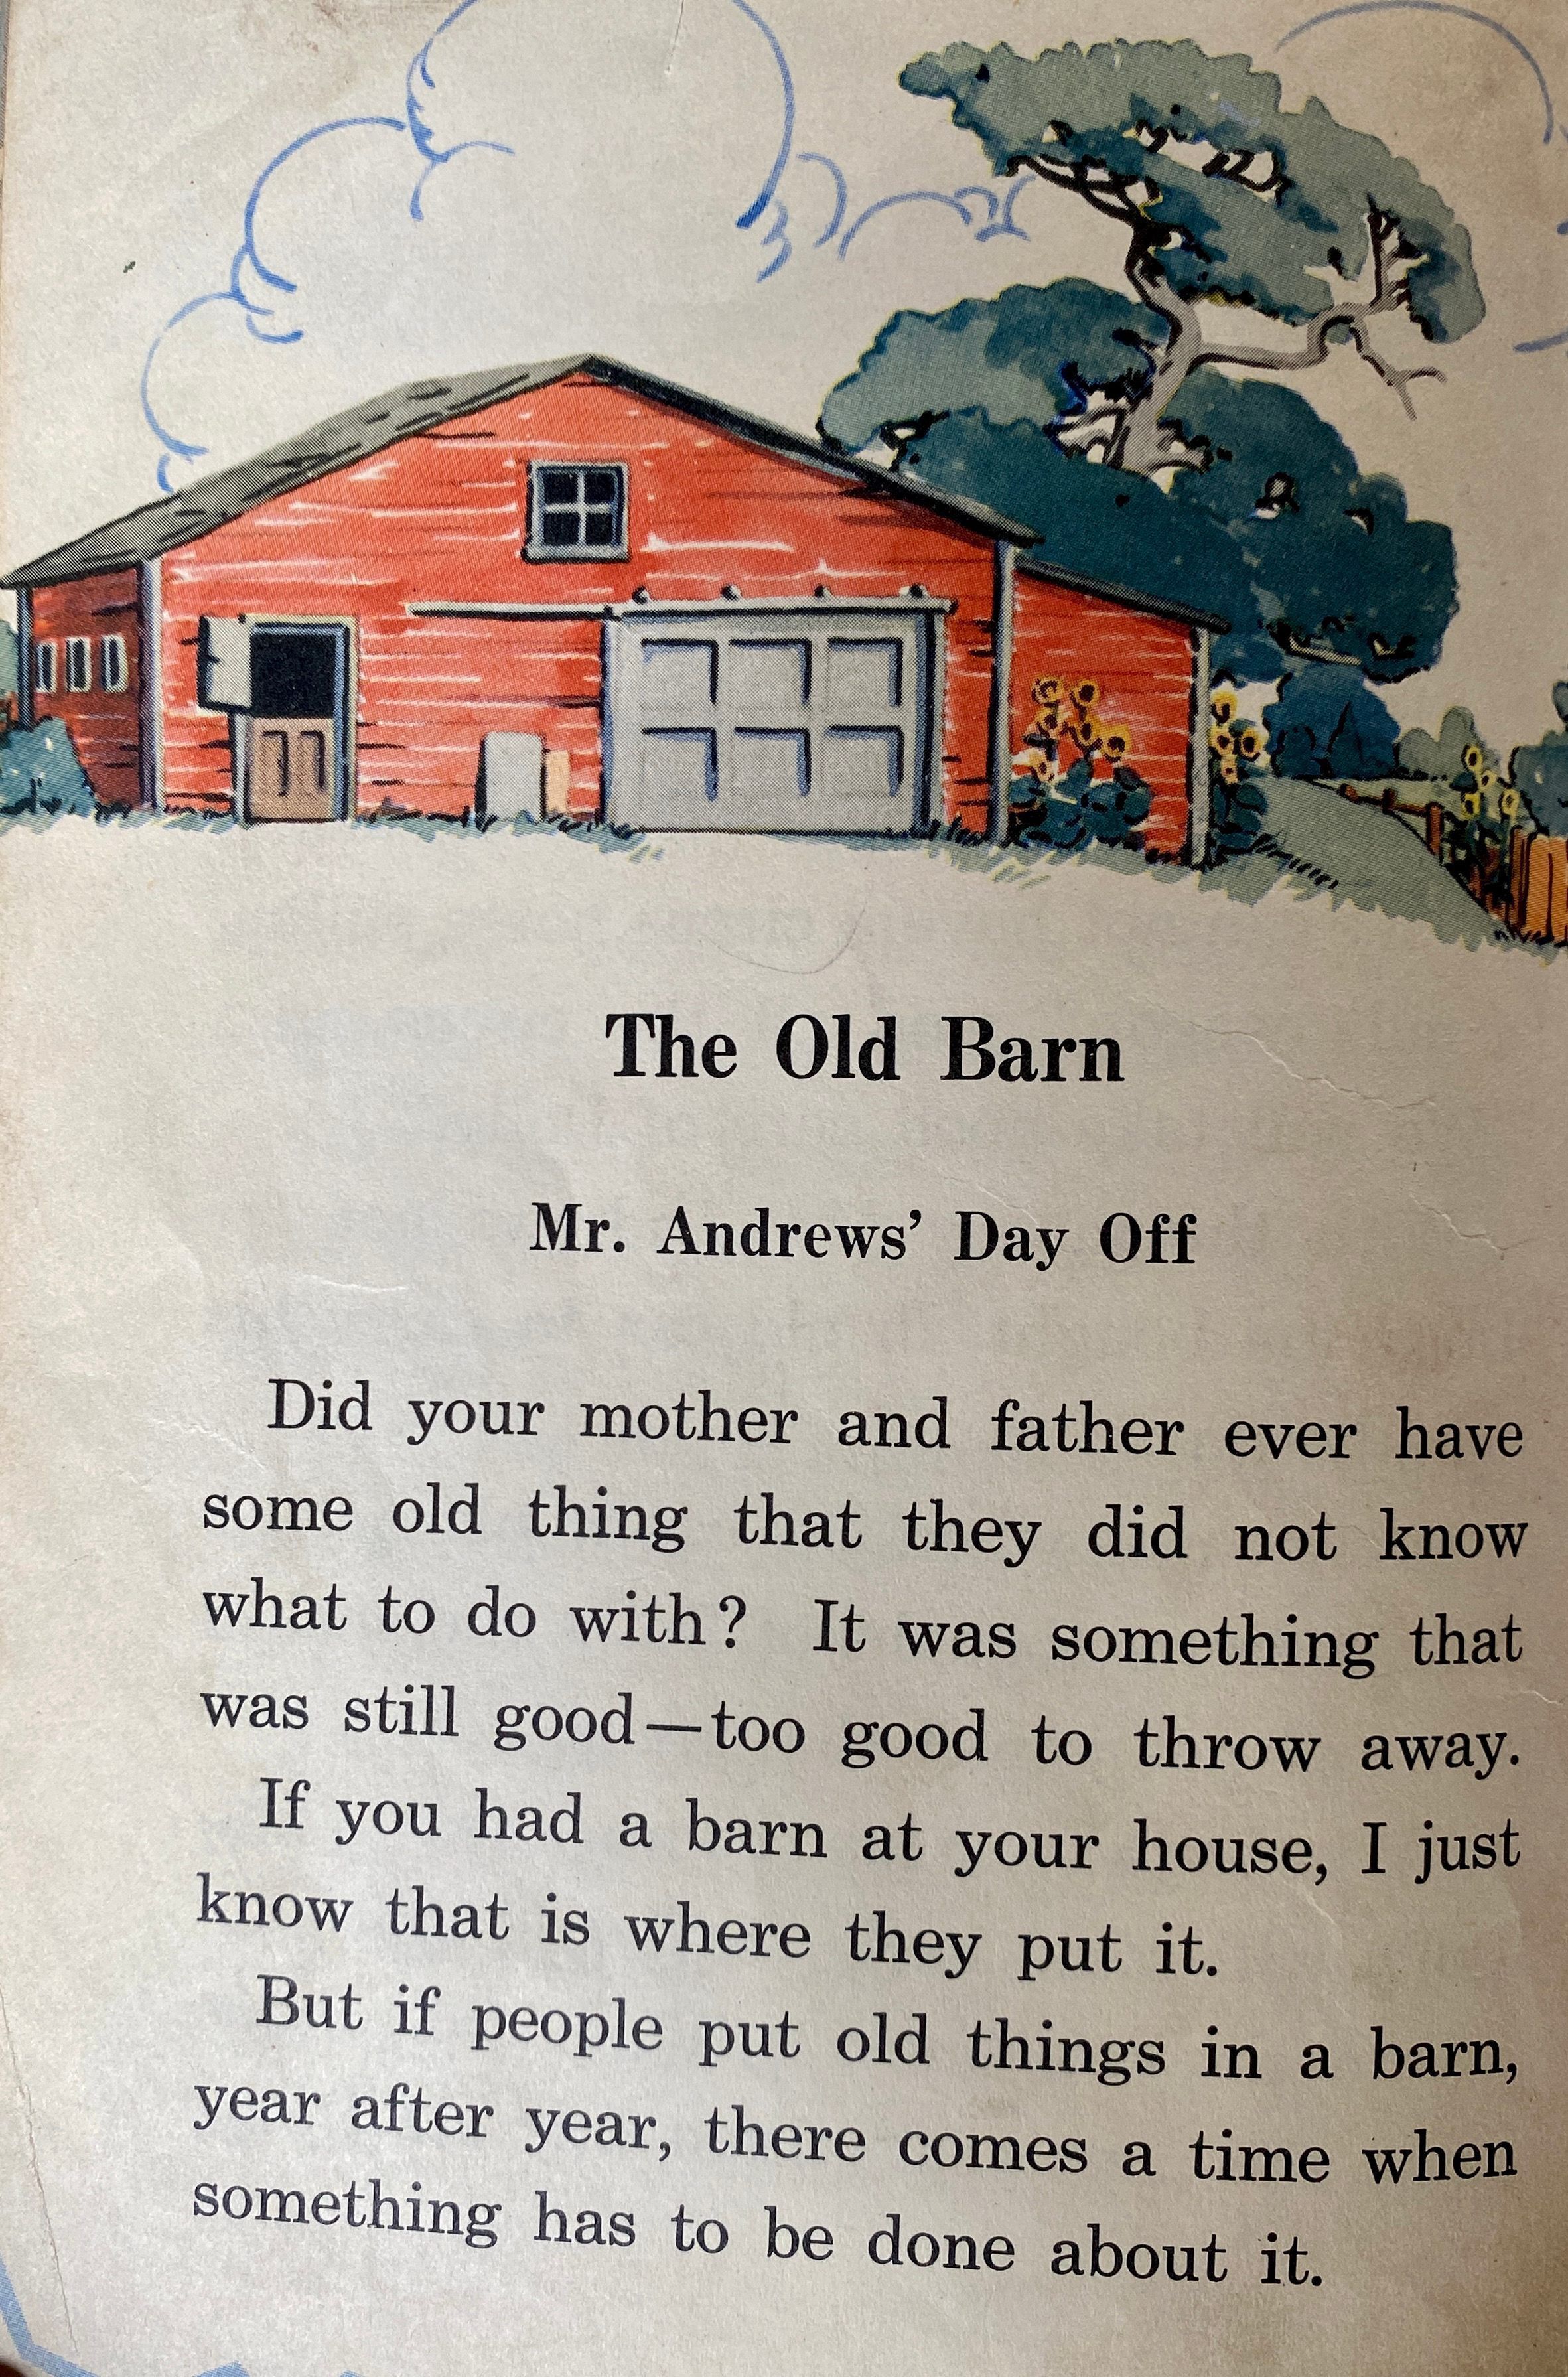 The Old Barn
Mr. Andrews’ Day Off
Did your mother and father ever have
some old thing that they did not know
what to do with? It was something that
was still good—too good to throw away.
If you had a barn at your house, I just
know that is where they put it.
But if people put old things in a barn,
year after year, there comes a time when
something has to be done about it.